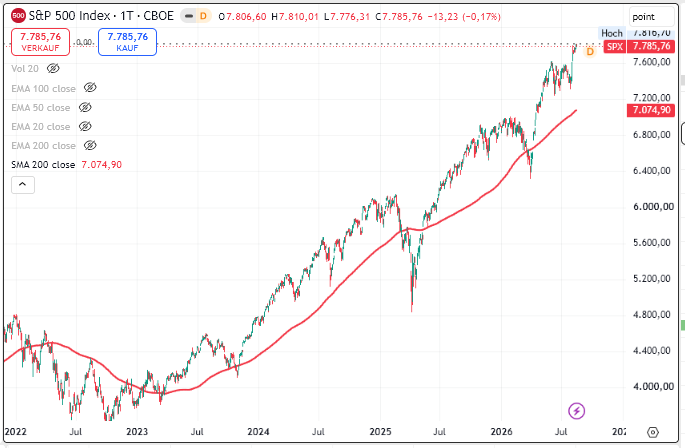 500 S&P 500 Index · 1T · CBOE D O7.806,60 H7.810,01 L7.776,31 C7.785,76 −13,23 (−0,17%)
point
7.785,76 0,00 7.785,76
VERKAUF KAUF
Hoch 7.816,70
SPX 7.785,76
D
Vol 20
7.600,00
EMA 100 close
7.200,00
EMA 50 close
7.074,90
EMA 20 close
6.800,00
EMA 200 close
SMA 200 close 7.074,90
6.400,00
6.000,00
5.600,00
5.200,00
4.800,00
4.400,00
4.000,00
2022 Jul 2023 Jul 2024 Jul 2025 Jul 2026 Jul 202